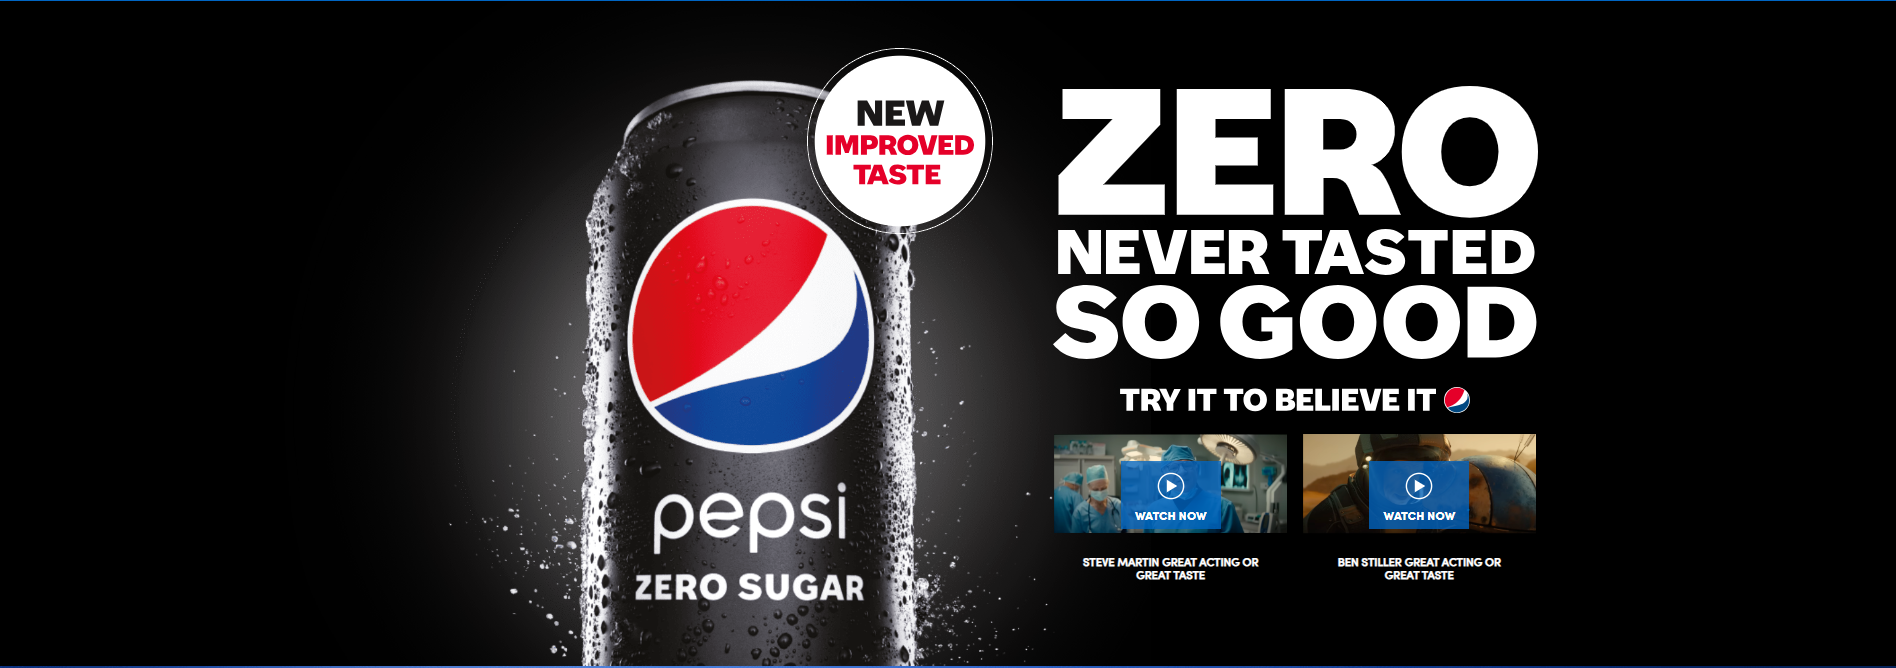 NEW
IMPROVED
TASTE
pepsi
ZERO SUGAR
ZERO
NEVER TASTED
SO GOOD
TRY IT TO BELIEVE IT
WATCH NOW
STEVE MARTIN GREAT ACTING OR
GREAT TASTE
WATCH NOW
BEN STILLER GREAT ACTING OR
GREAT TASTE